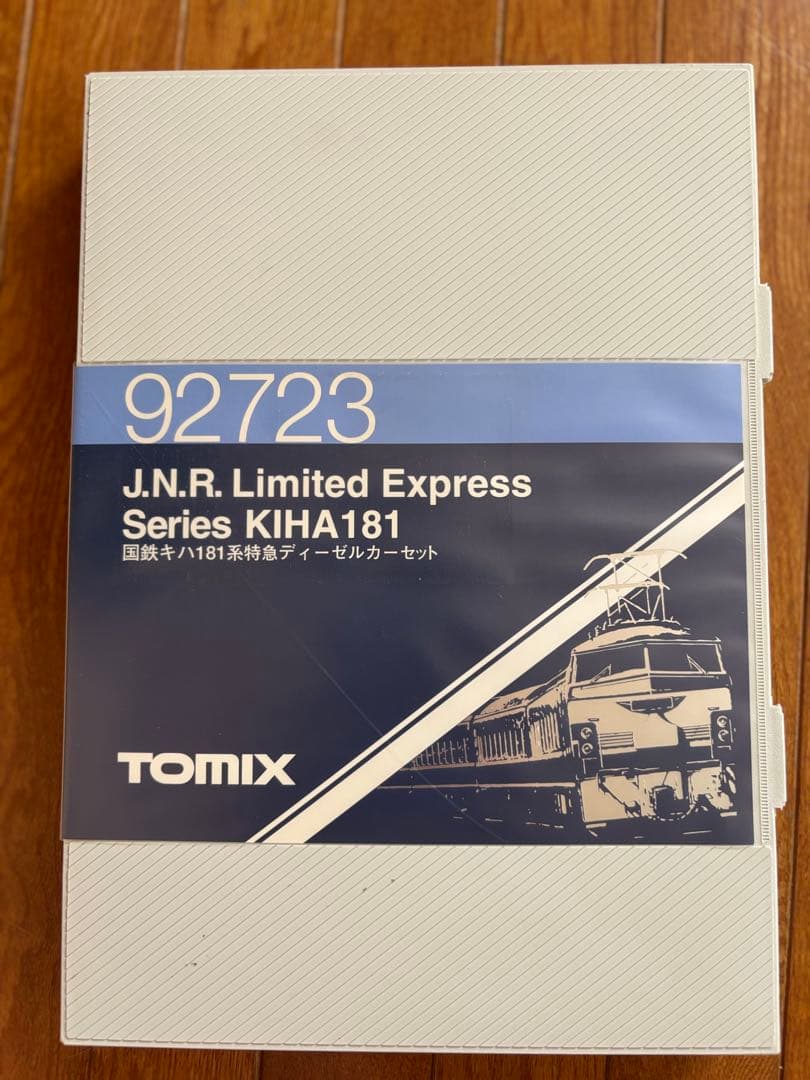 92723
J.N.R. Limited Express
Series KIHA181
国鉄キハ181系特急ディーゼルカーセット
TOMIX